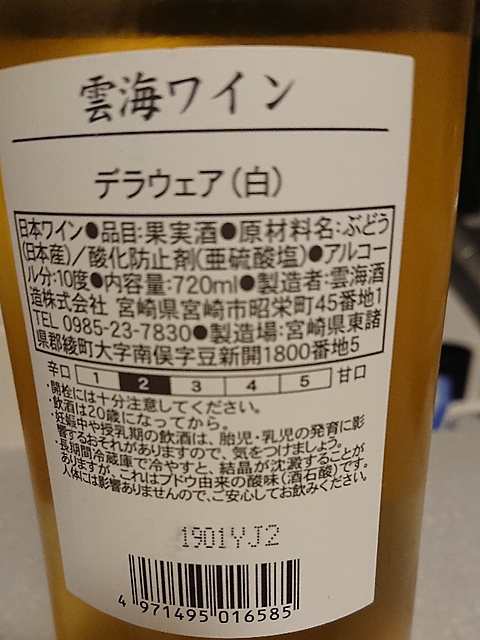 雲海ワイン
デラウェア(白)
日本ワイン●品目:果実酒●原材料名:ぶどう
(日本産)/酸化防止剤(亜硫酸塩)●アルコー
ル分:10度●内容量:720ml●製造者:雲海酒
造株式会社 宮崎県宮崎市昭栄町45番地1
TEL 0985-23-7830●製造場:宮崎県東諸
県郡綾町大字南俣字豆新開1800番地5
辛口 1 2 3 4 5 甘口
・開栓には十分注意してください。
・飲酒は20歳になってから。
・妊娠中や授乳期の飲酒は、胎児・乳児の発育に影
響するおそれがありますので、気をつけましょう。
・長期間冷蔵庫で冷やすと、結晶が沈澱することが
ありますが、これはブドウ由来の酸味(酒石酸)です。
人体には影響ありませんので、ご安心してお飲みください。
1901YJ2
4 971495 016585